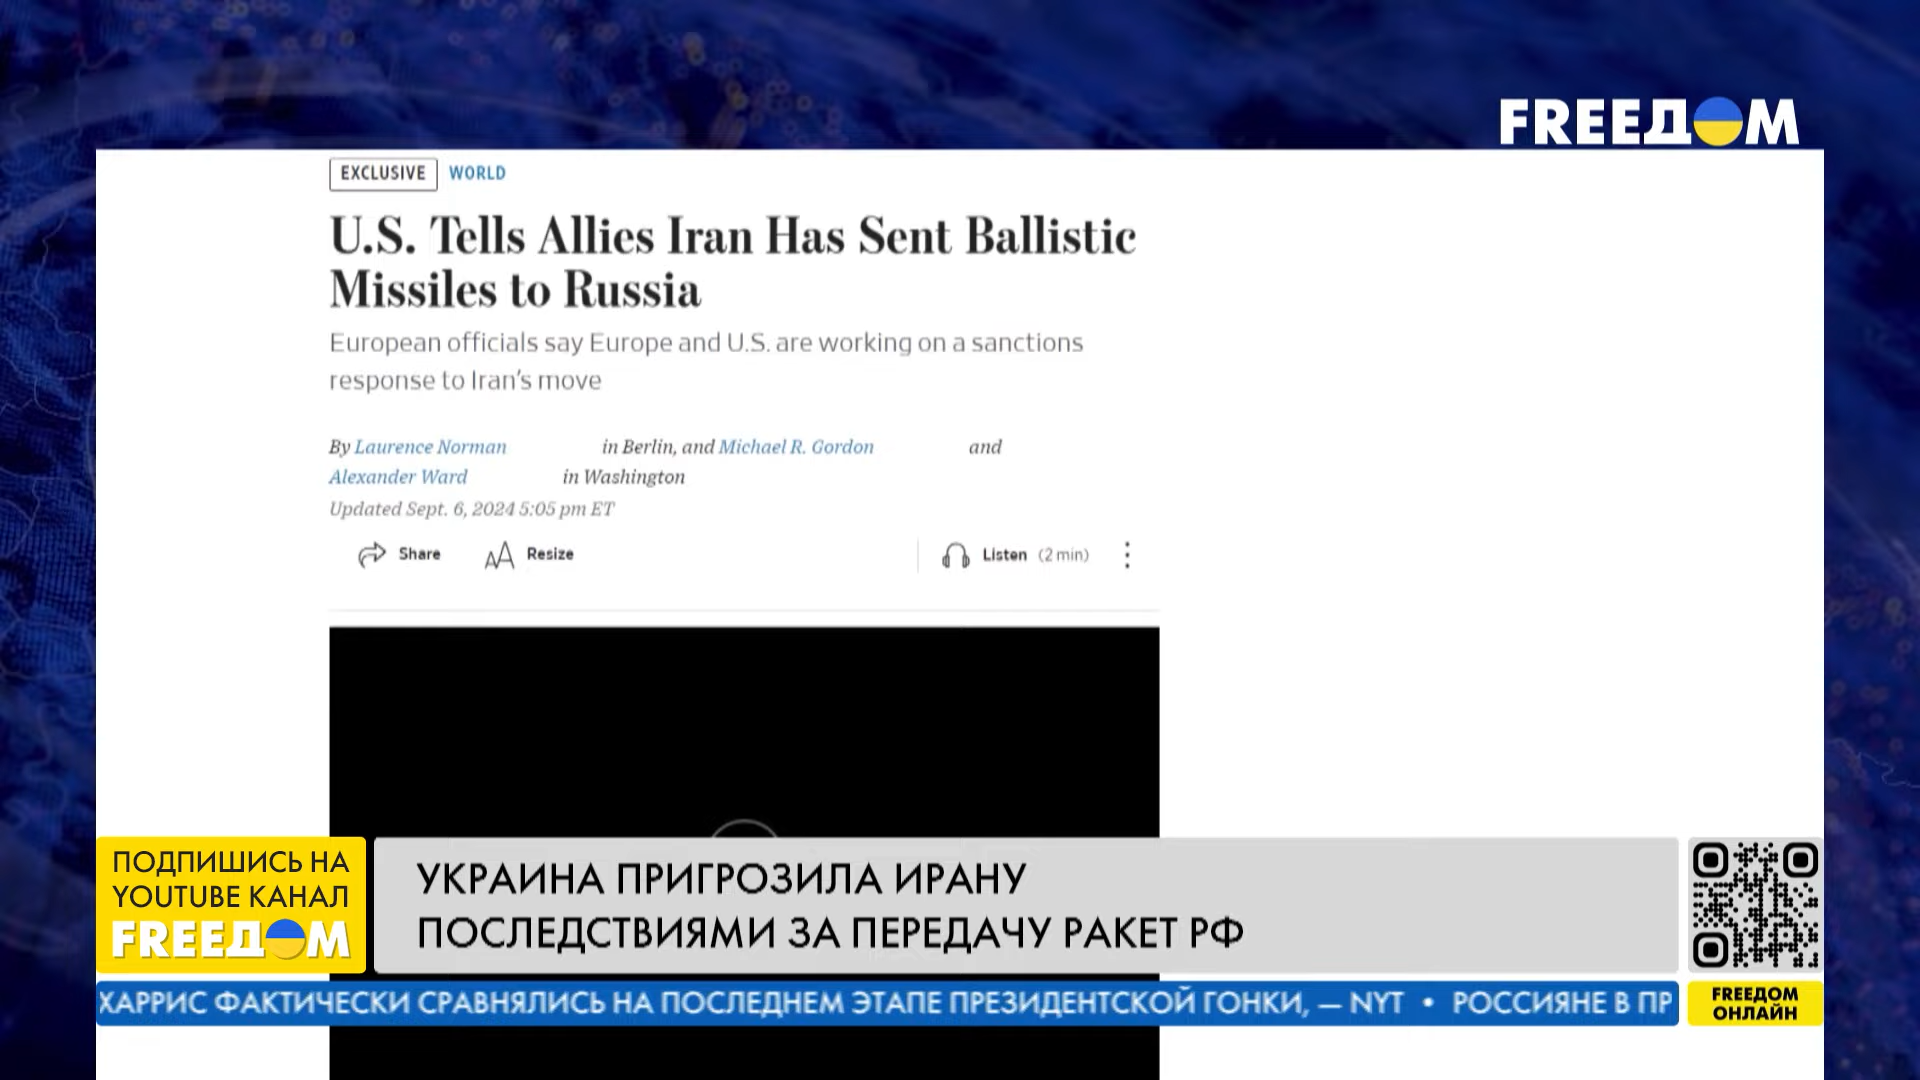 FREEДOM
EXCLUSIVE WORLD
U.S. Tells Allies Iran Has Sent Ballistic
Missiles to Russia
European officials say Europe and U.S. are working on a sanctions
response to Iran's move
By Laurence Norman in Berlin, and Michael R. Gordon and
Alexander Ward in Washington
Updated Sept. 6, 2024 5:05 pm ET
Share Resize Listen (2 min)
ПОДПИШИСЬ НА
YOUTUBE КАНАЛ
FREEДOM
УКРАИНА ПРИГРОЗИЛА ИРАНУ
ПОСЛЕДСТВИЯМИ ЗА ПЕРЕДАЧУ РАКЕТ РФ
ХАРРИС ФАКТИЧЕСКИ СРАВНЯЛИСЬ НА ПОСЛЕДНЕМ ЭТАПЕ ПРЕЗИДЕНТСКОЙ ГОНКИ, — NYT • РОССИЯНЕ В ПР
FREEДОМ
ОНЛАЙН